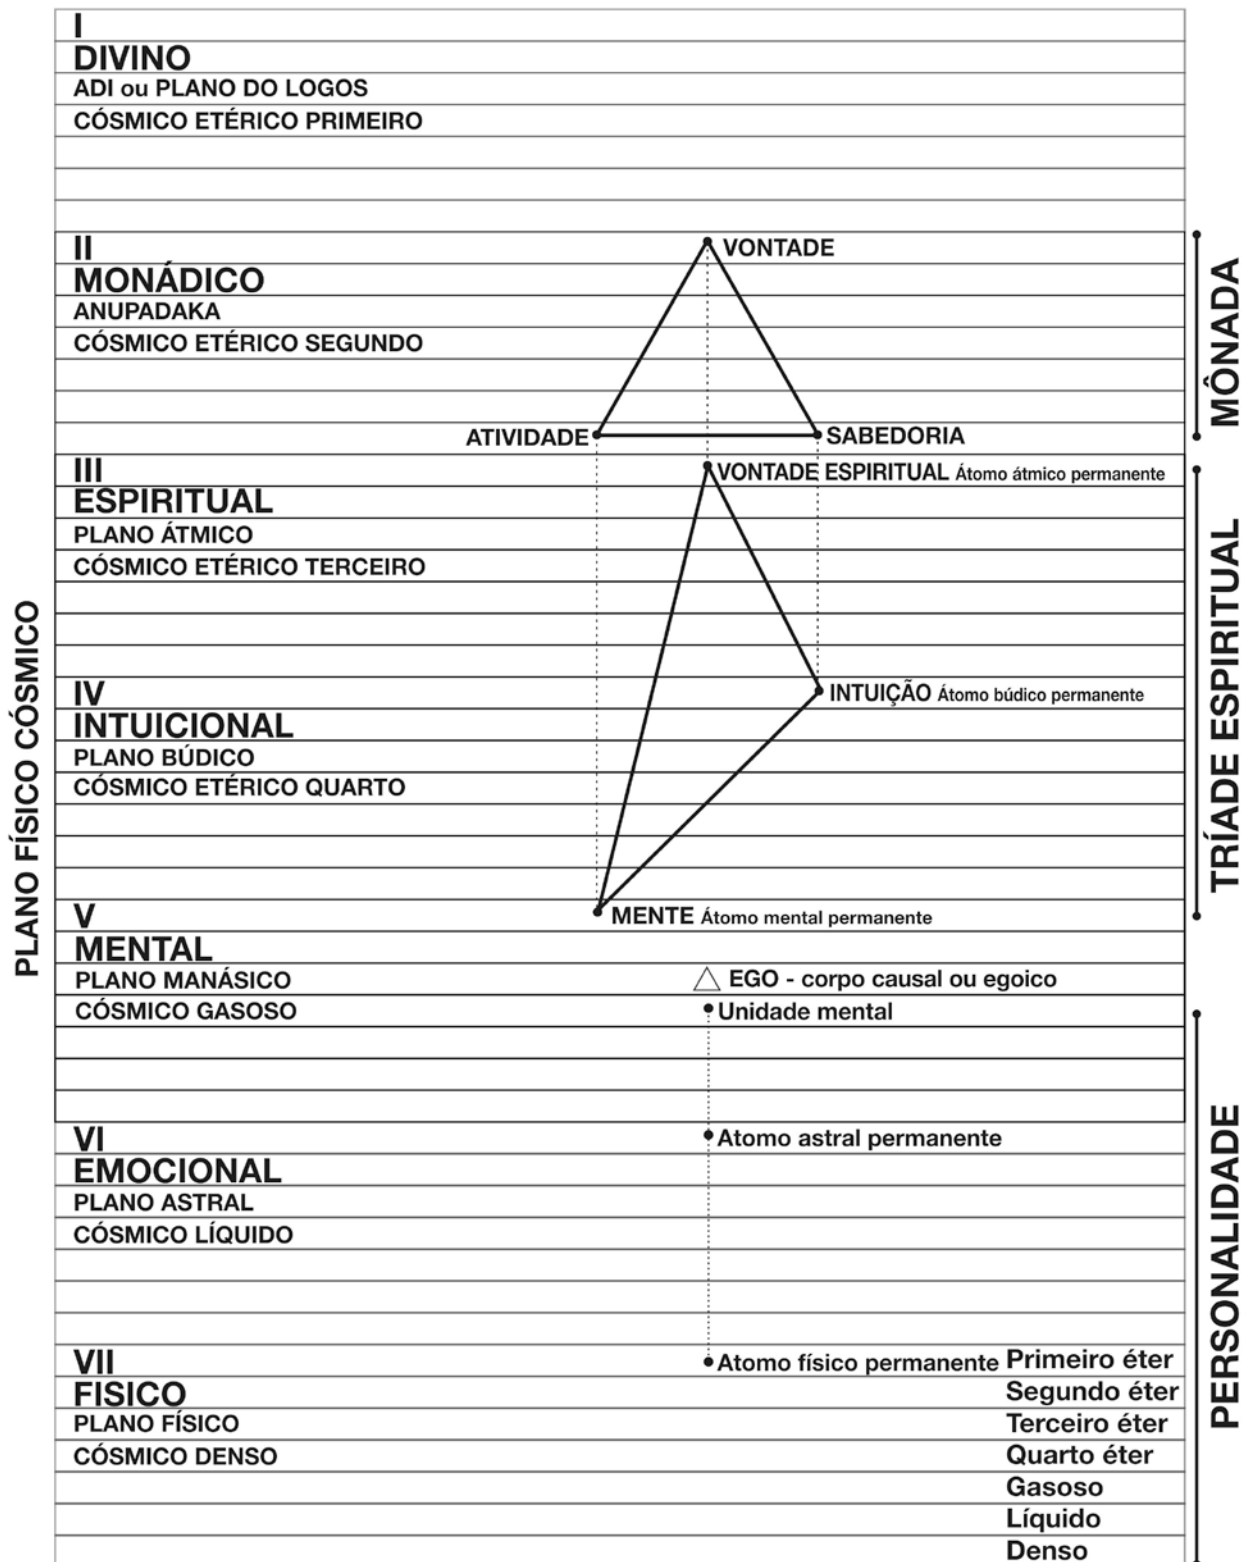 I
DIVINO
ADI ou PLANO DO LOGOS
CÓSMICO ETÉRICO PRIMEIRO
II
VONTADE
MONÁDICO
ANUPADAKA
CÓSMICO ETÉRICO SEGUNDO
ATIVIDADE
SABEDORIA
MÔNADA
III
VONTADE ESPIRITUAL Átomo átmico permanente
ESPIRITUAL
PLANO ÁTMICO
CÓSMICO ETÉRICO TERCEIRO
IV
INTUIÇÃO Átomo búdico permanente
INTUICIONAL
PLANO BÚDICO
CÓSMICO ETÉRICO QUARTO
TRÍADE ESPIRITUAL
PLANO FÍSICO CÓSMICO
V
MENTE Átomo mental permanente
MENTAL
PLANO MANÁSICO
EGO - corpo causal ou egoico
CÓSMICO GASOSO
Unidade mental
VI
Atomo astral permanente
EMOCIONAL
PLANO ASTRAL
CÓSMICO LÍQUIDO
PERSONALIDADE
VII
Atomo físico permanente Primeiro éter
FISICO
Segundo éter
PLANO FÍSICO
Terceiro éter
CÓSMICO DENSO
Quarto éter
Gasoso
Líquido
Denso